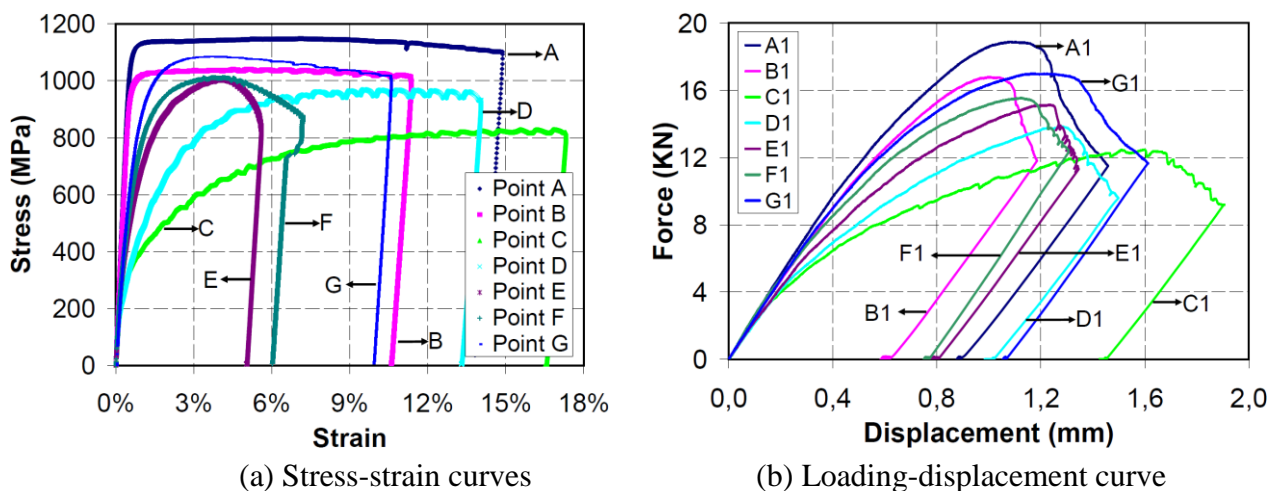 1200
1000
800
600
400
200
0
Stress (MPa)
0% 3% 6% 9% 12% 15% 18%
Strain
A
D
C
F
E
G
B
Point A
Point B
Point C
Point D
Point E
Point F
Point G
(a) Stress-strain curves
20
16
12
8
4
0
Force (KN)
0,0 0,4 0,8 1,2 1,6 2,0
Displacement (mm)
A1
B1
C1
D1
E1
F1
G1
A1
G1
F1
E1
B1
D1
C1
(b) Loading-displacement curve